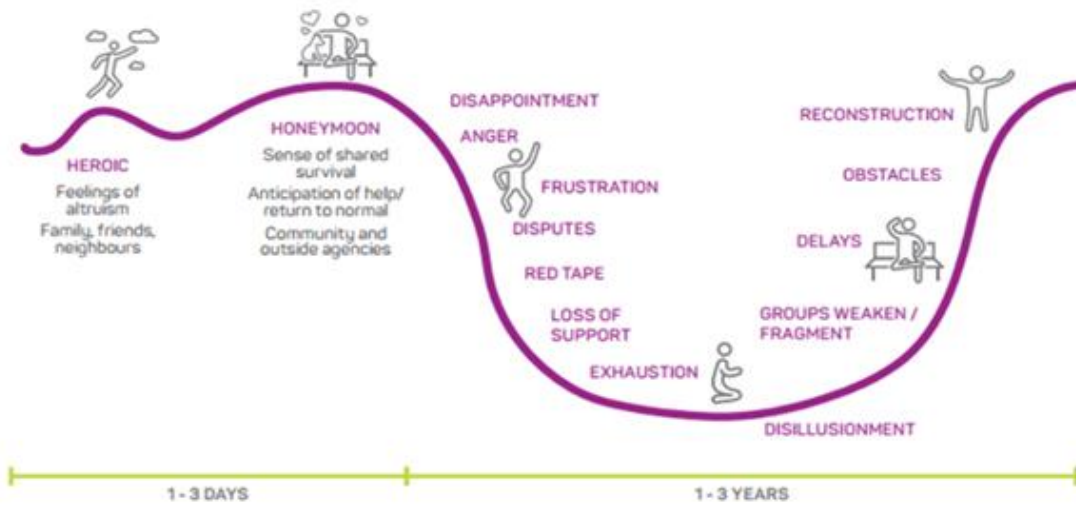 HEROIC
Feelings of
altruism
Family, friends,
neighbours
HONEYMOON
Sense of shared
survival
Anticipation of help/
return to normal
Community and
outside agencies
DISAPPOINTMENT
ANGER
FRUSTRATION
DISPUTES
RED TAPE
LOSS OF
SUPPORT
EXHAUSTION
DISILLUSIONMENT
GROUPS WEAKEN /
FRAGMENT
DELAYS
OBSTACLES
RECONSTRUCTION
1 - 3 DAYS
1 - 3 YEARS